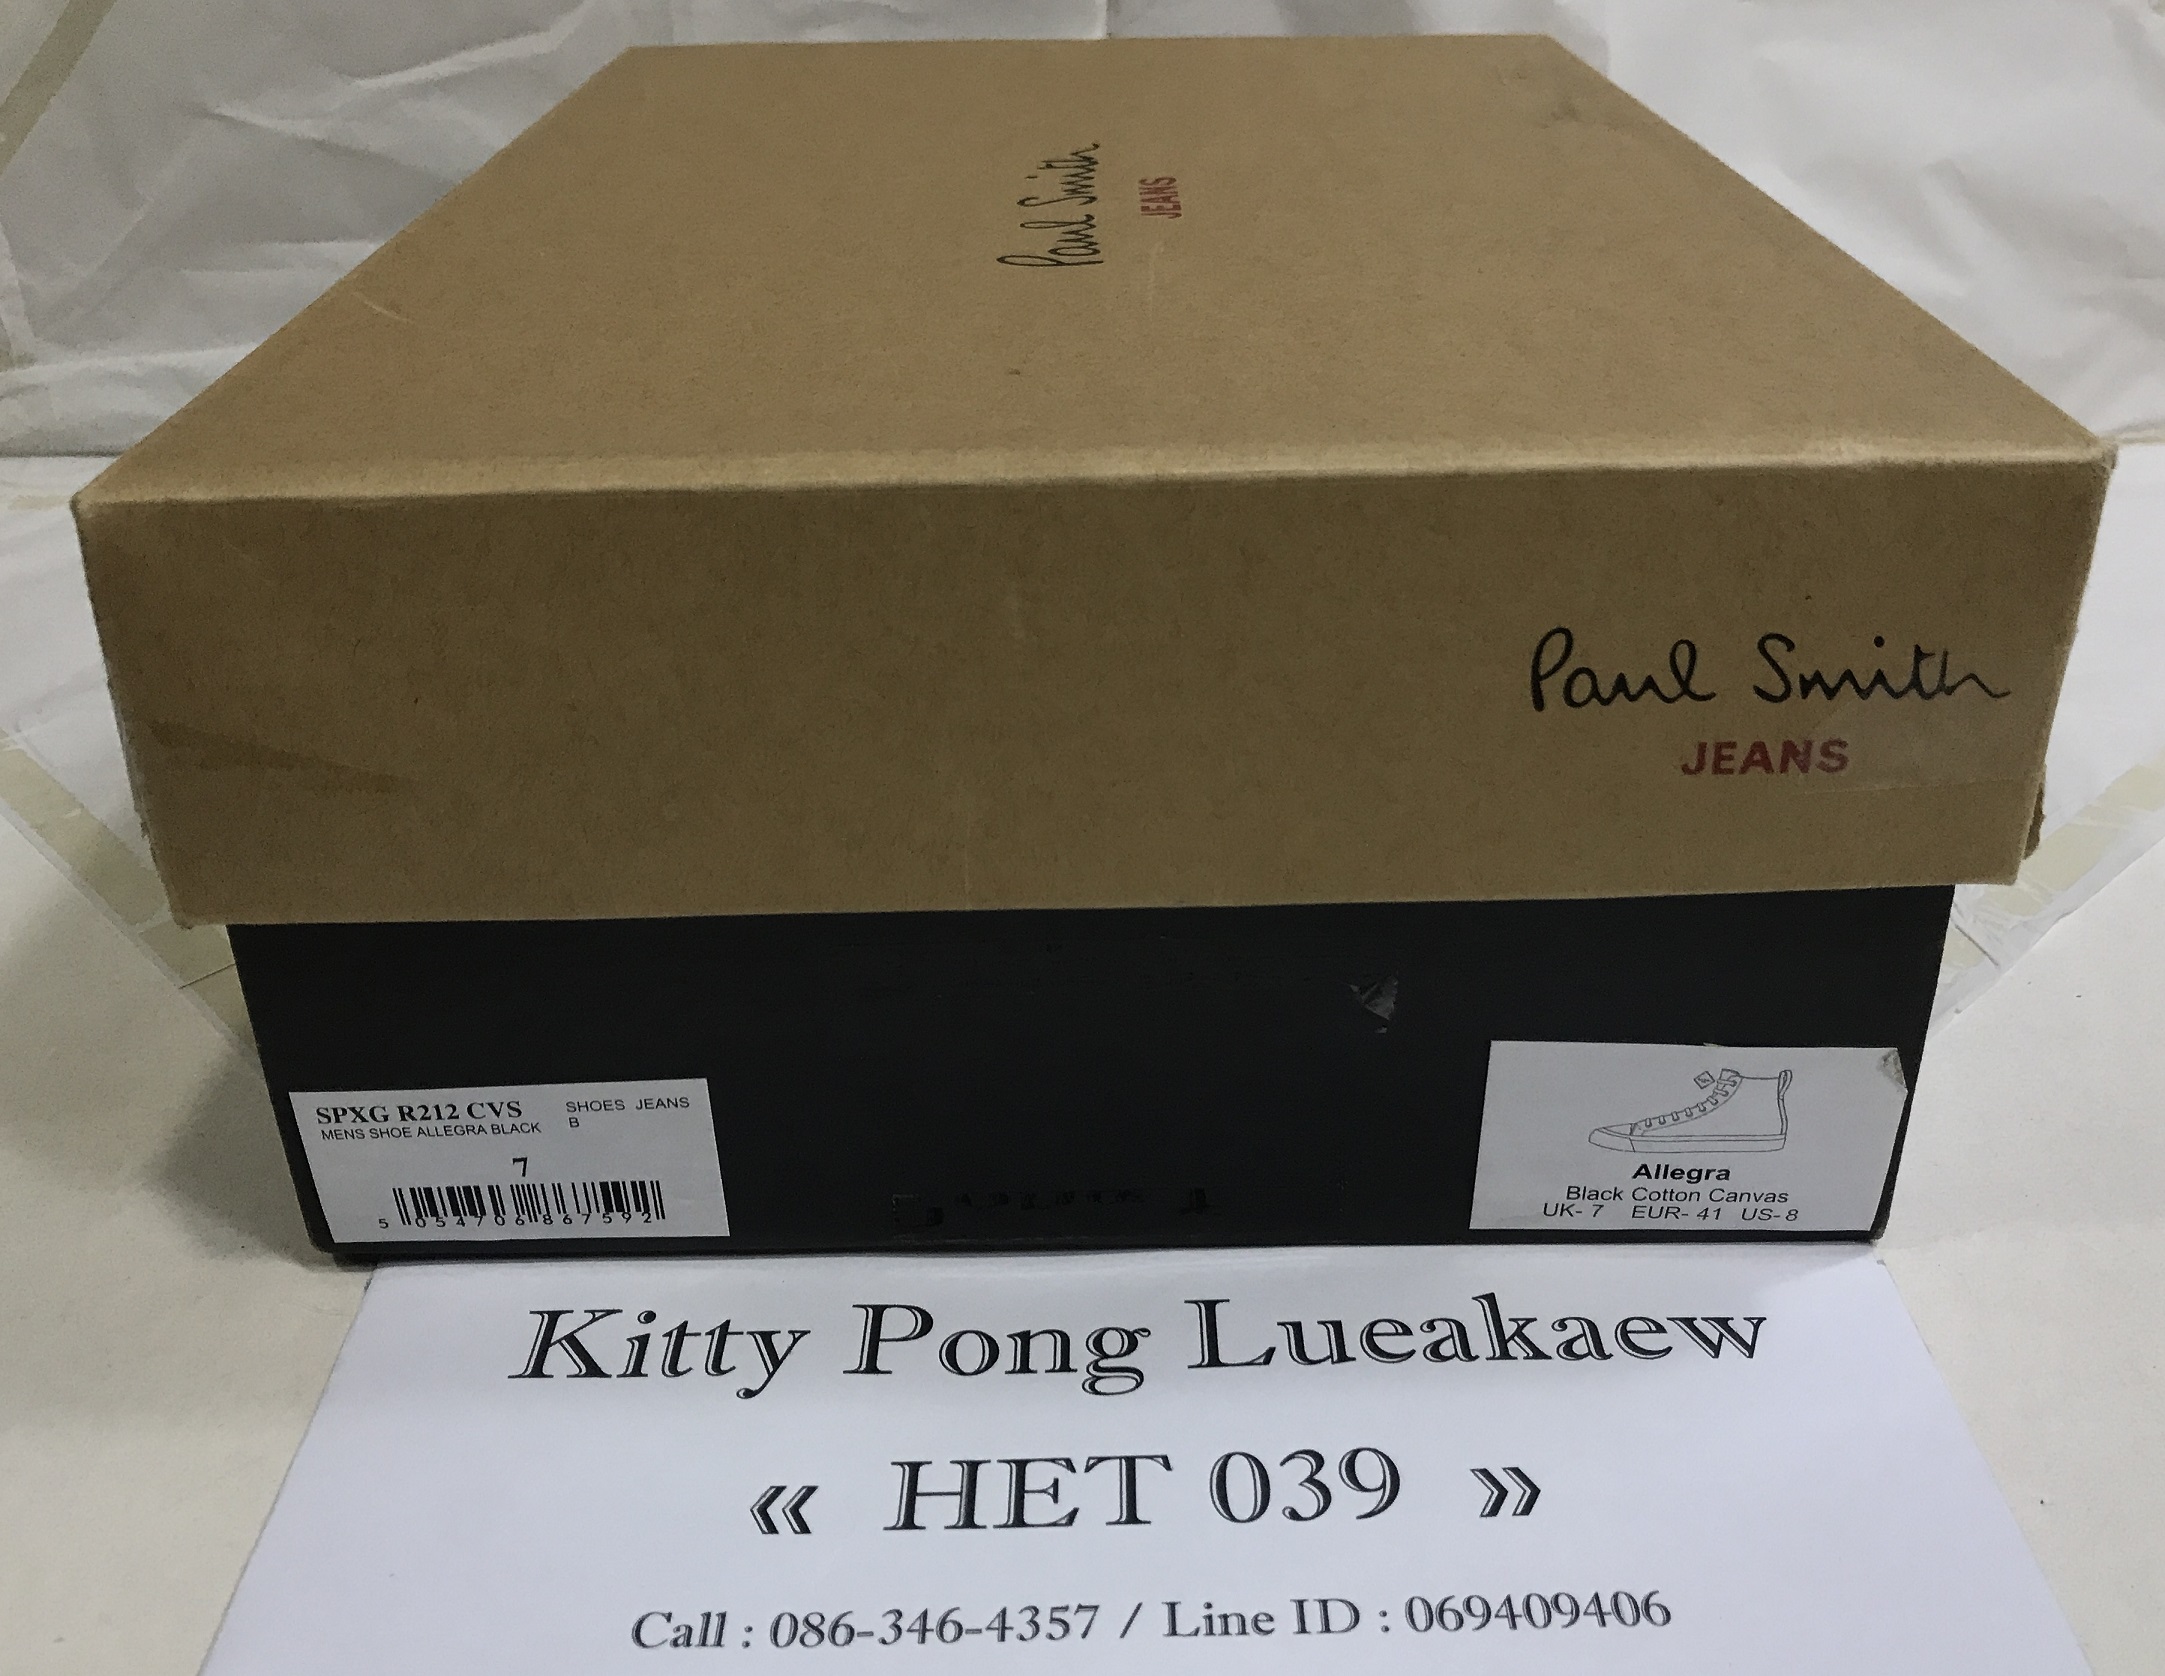 Paul Smith
JEANS
Paul Smith
JEANS
SPXG R212 CVS SHOES JEANS
MENS SHOE ALLEGRA BLACK B
7
5 054706 867592
Allegra
Black Cotton Canvas
UK- 7 EUR- 41 US- 8
Kitty Pong Lueakaew
« HET 039 »
Call : 086-346-4357 / Line ID : 069409406